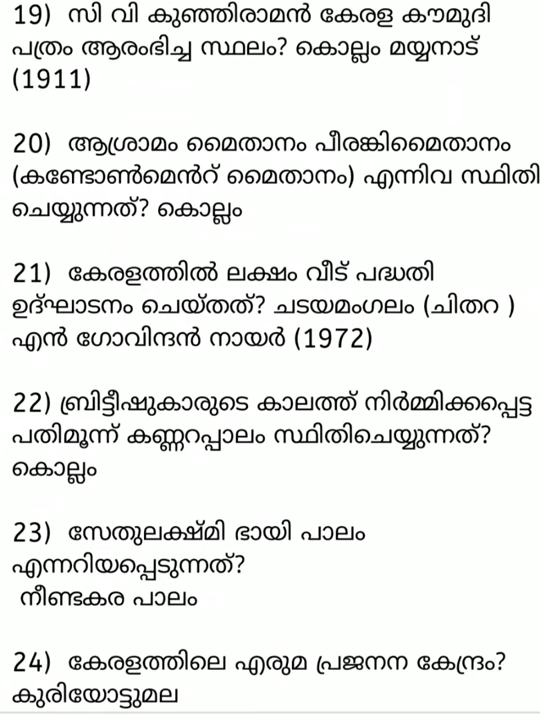 19) സി വി കുഞ്ഞിരാമൻ കേരള കൗമുദി
പത്രം ആരംഭിച്ച സ്ഥലം? കൊല്ലം മയ്യനാട്
(1911)
20) ആശ്രാമം മൈതാനം പീരങ്കിമൈതാനം
(കണ്ടോൺമെൻറ് മൈതാനം) എന്നിവ സ്ഥിതി
ചെയ്യുന്നത്? കൊല്ലം
21) കേരളത്തിൽ ലക്ഷം വീട് പദ്ധതി
ഉദ്ഘാടനം ചെയ്തത്? ചടയമംഗലം (ചിതറ )
എൻ ഗോവിന്ദൻ നായർ (1972)
22) ബ്രിട്ടീഷുകാരുടെ കാലത്ത് നിർമ്മിക്കപ്പെട്ട
പതിമൂന്ന് കണ്ണറപ്പാലം സ്ഥിതിചെയ്യുന്നത്?
കൊല്ലം
23) സേതുലക്ഷ്മി ഭായി പാലം
എന്നറിയപ്പെടുന്നത്?
നീണ്ടകര പാലം
24) കേരളത്തിലെ എരുമ പ്രജനന കേന്ദ്രം?
കുരിയോട്ടുമല